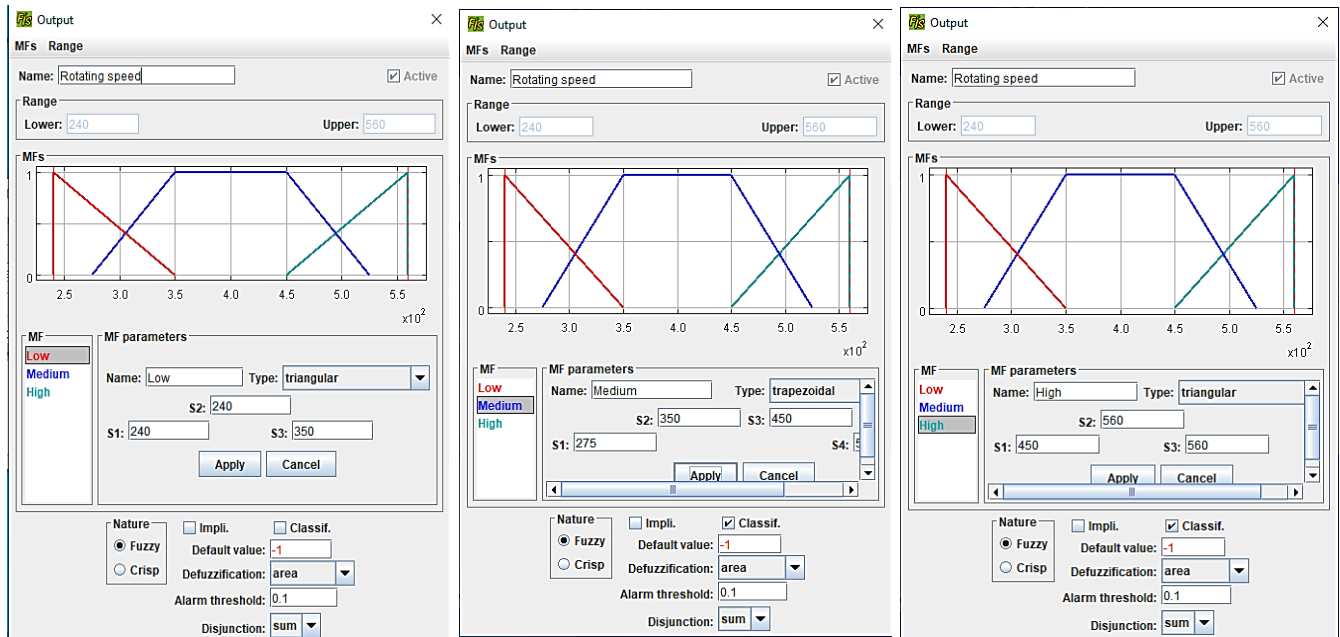 FIS Output
MFs Range
Name: Rotating speed Active
Range
Lower: 240 Upper: 560
MFs
1
0
2.5 3.0 3.5 4.0 4.5 5.0 5.5
x10²
MF
Low
Medium
High
MF parameters
Name: Low Type: triangular
S2: 240
S1: 240 S3: 350
Apply Cancel
Nature
Fuzzy
Crisp
Impli. Classif.
Default value: -1
Defuzzification: area
Alarm threshold: 0.1
Disjunction: sum
FIS Output
MFs Range
Name: Rotating speed Active
Range
Lower: 240 Upper: 560
MFs
1
0
2.5 3.0 3.5 4.0 4.5 5.0 5.5
x10²
MF
Low
Medium
High
MF parameters
Name: Medium Type: trapezoidal
S2: 350 S3: 450
S1: 275 S4:
Apply Cancel
Nature
Fuzzy
Crisp
Impli. Classif.
Default value: -1
Defuzzification: area
Alarm threshold: 0.1
Disjunction: sum
FIS Output
MFs Range
Name: Rotating speed Active
Range
Lower: 240 Upper: 560
MFs
1
0
2.5 3.0 3.5 4.0 4.5 5.0 5.5
x10²
MF
Low
Medium
High
MF parameters
Name: High Type: triangular
S2: 560
S1: 450 S3: 560
Apply Cancel
Nature
Fuzzy
Crisp
Impli. Classif.
Default value: -1
Defuzzification: area
Alarm threshold: 0.1
Disjunction: sum